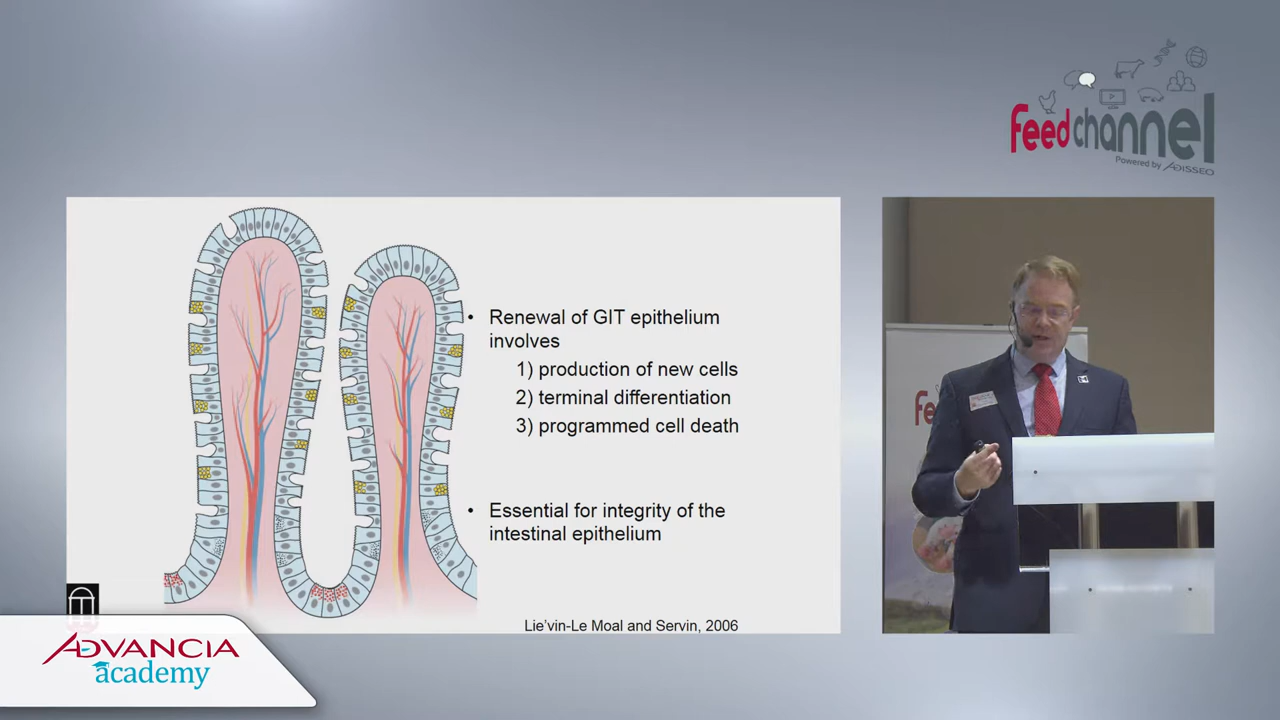 feedchannel
Powered by ADISSEO
• Renewal of GIT epithelium
involves
1) production of new cells
2) terminal differentiation
3) programmed cell death
• Essential for integrity of the
intestinal epithelium
Lie'vin-Le Moal and Servin, 2006
ADVANCIA
academy